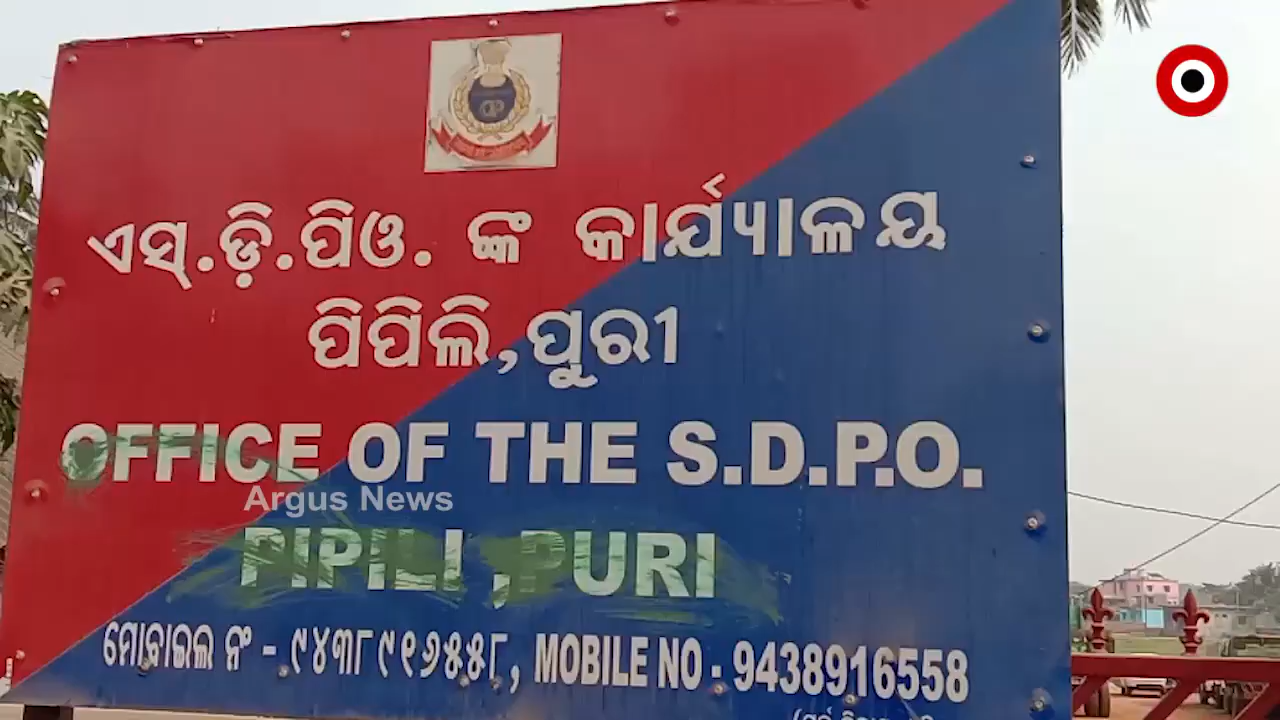 ଏସ୍.ଡ଼ି.ପିଓ. ଙ୍କ କାର୍ଯ୍ୟାଳୟ
ପିପିଲି,ପୁରୀ
OFFICE OF THE S.D.P.O.
Argus News
PIPILI ,PURI
ମୋବାଇଲ ନଂ - ୯୪୩୮୯୧୬୫୫୮, MOBILE NO - 9438916558